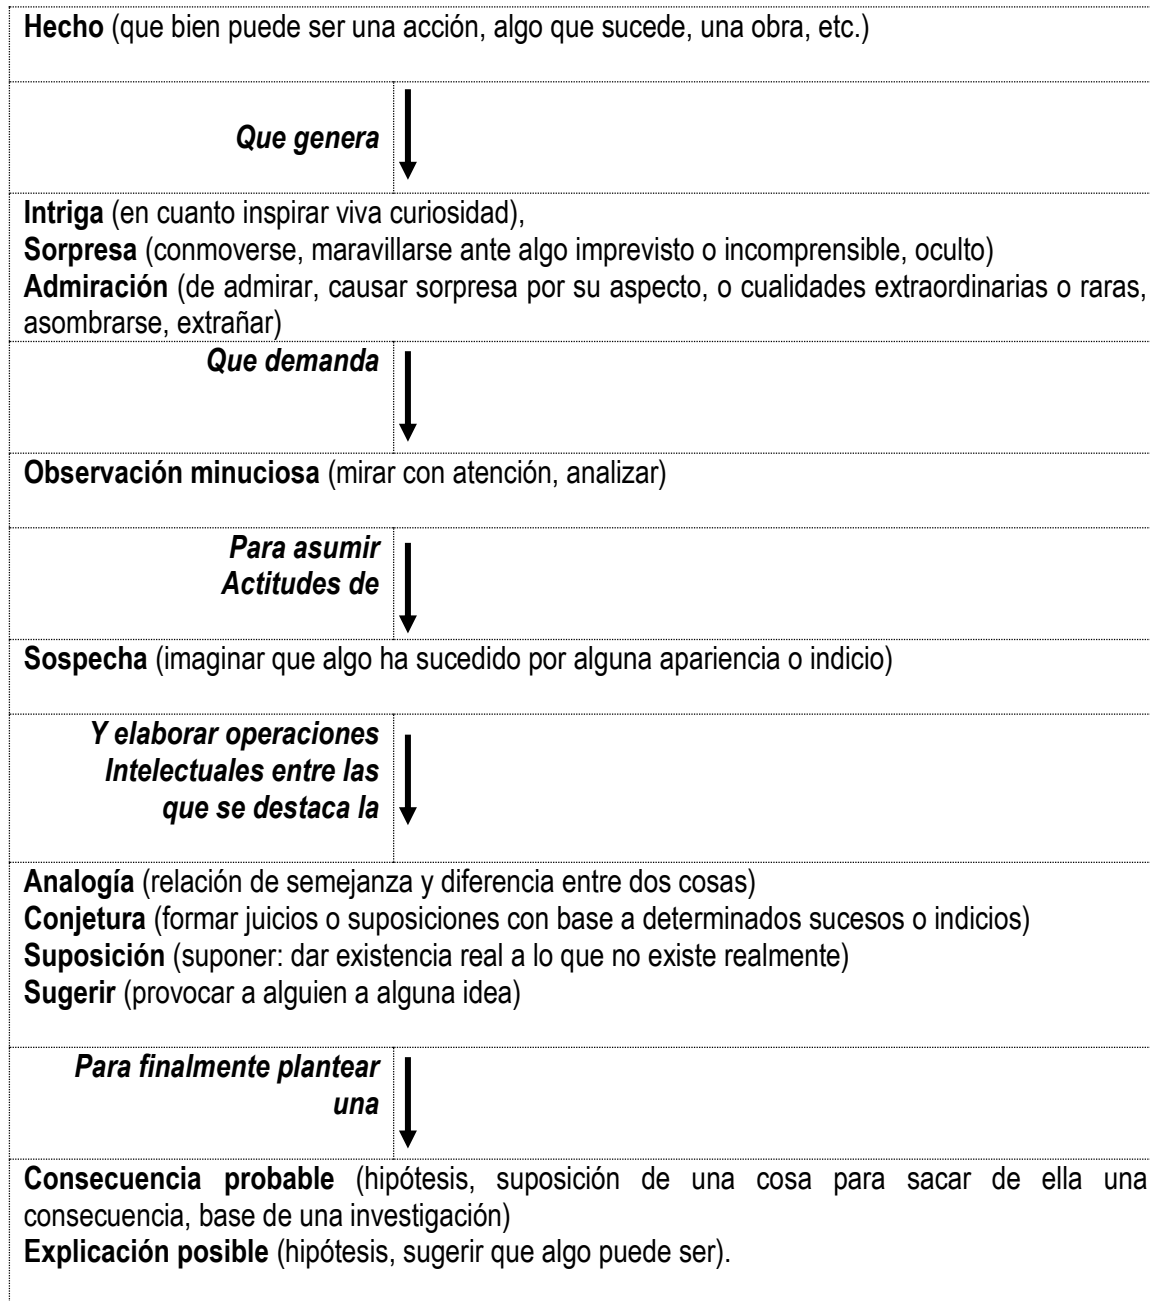 Hecho (que bien puede ser una acción, algo que sucede, una obra, etc.)
Que genera
Intriga (en cuanto inspirar viva curiosidad),
Sorpresa (conmoverse, maravillarse ante algo imprevisto o incomprensible, oculto)
Admiración (de admirar, causar sorpresa por su aspecto, o cualidades extraordinarias o raras,
asombrarse, extrañar)
Que demanda
Observación minuciosa (mirar con atención, analizar)
Para asumir
Actitudes de
Sospecha (imaginar que algo ha sucedido por alguna apariencia o indicio)
Y elaborar operaciones
Intelectuales entre las
que se destaca la
Analogía (relación de semejanza y diferencia entre dos cosas)
Conjetura (formar juicios o suposiciones con base a determinados sucesos o indicios)
Suposición (suponer: dar existencia real a lo que no existe realmente)
Sugerir (provocar a alguien a alguna idea)
Para finalmente plantear
una
Consecuencia probable (hipótesis, suposición de una cosa para sacar de ella una
consecuencia, base de una investigación)
Explicación posible (hipótesis, sugerir que algo puede ser).